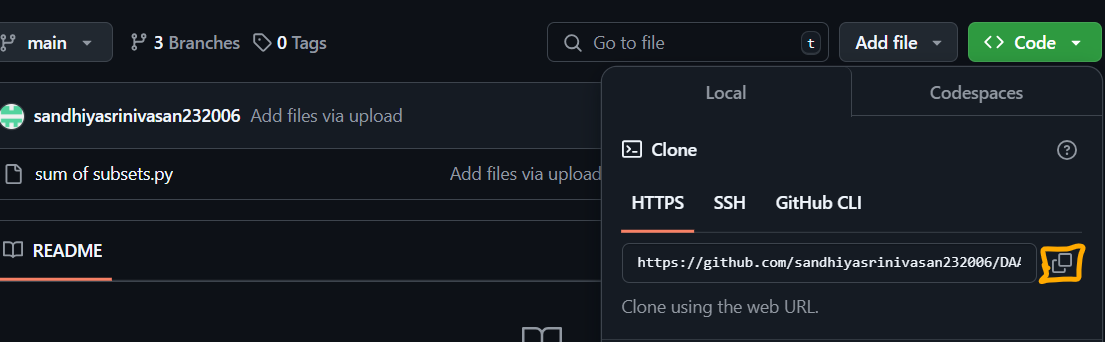 main 3 Branches 0 Tags Go to file t Add file Code
Local Codespaces
sandhiyasrinivasan232006 Add files via upload
Clone
sum of subsets.py Add files via upload
HTTPS SSH GitHub CLI
README
https://github.com/sandhiyasrinivasan232006/DAA
Clone using the web URL.